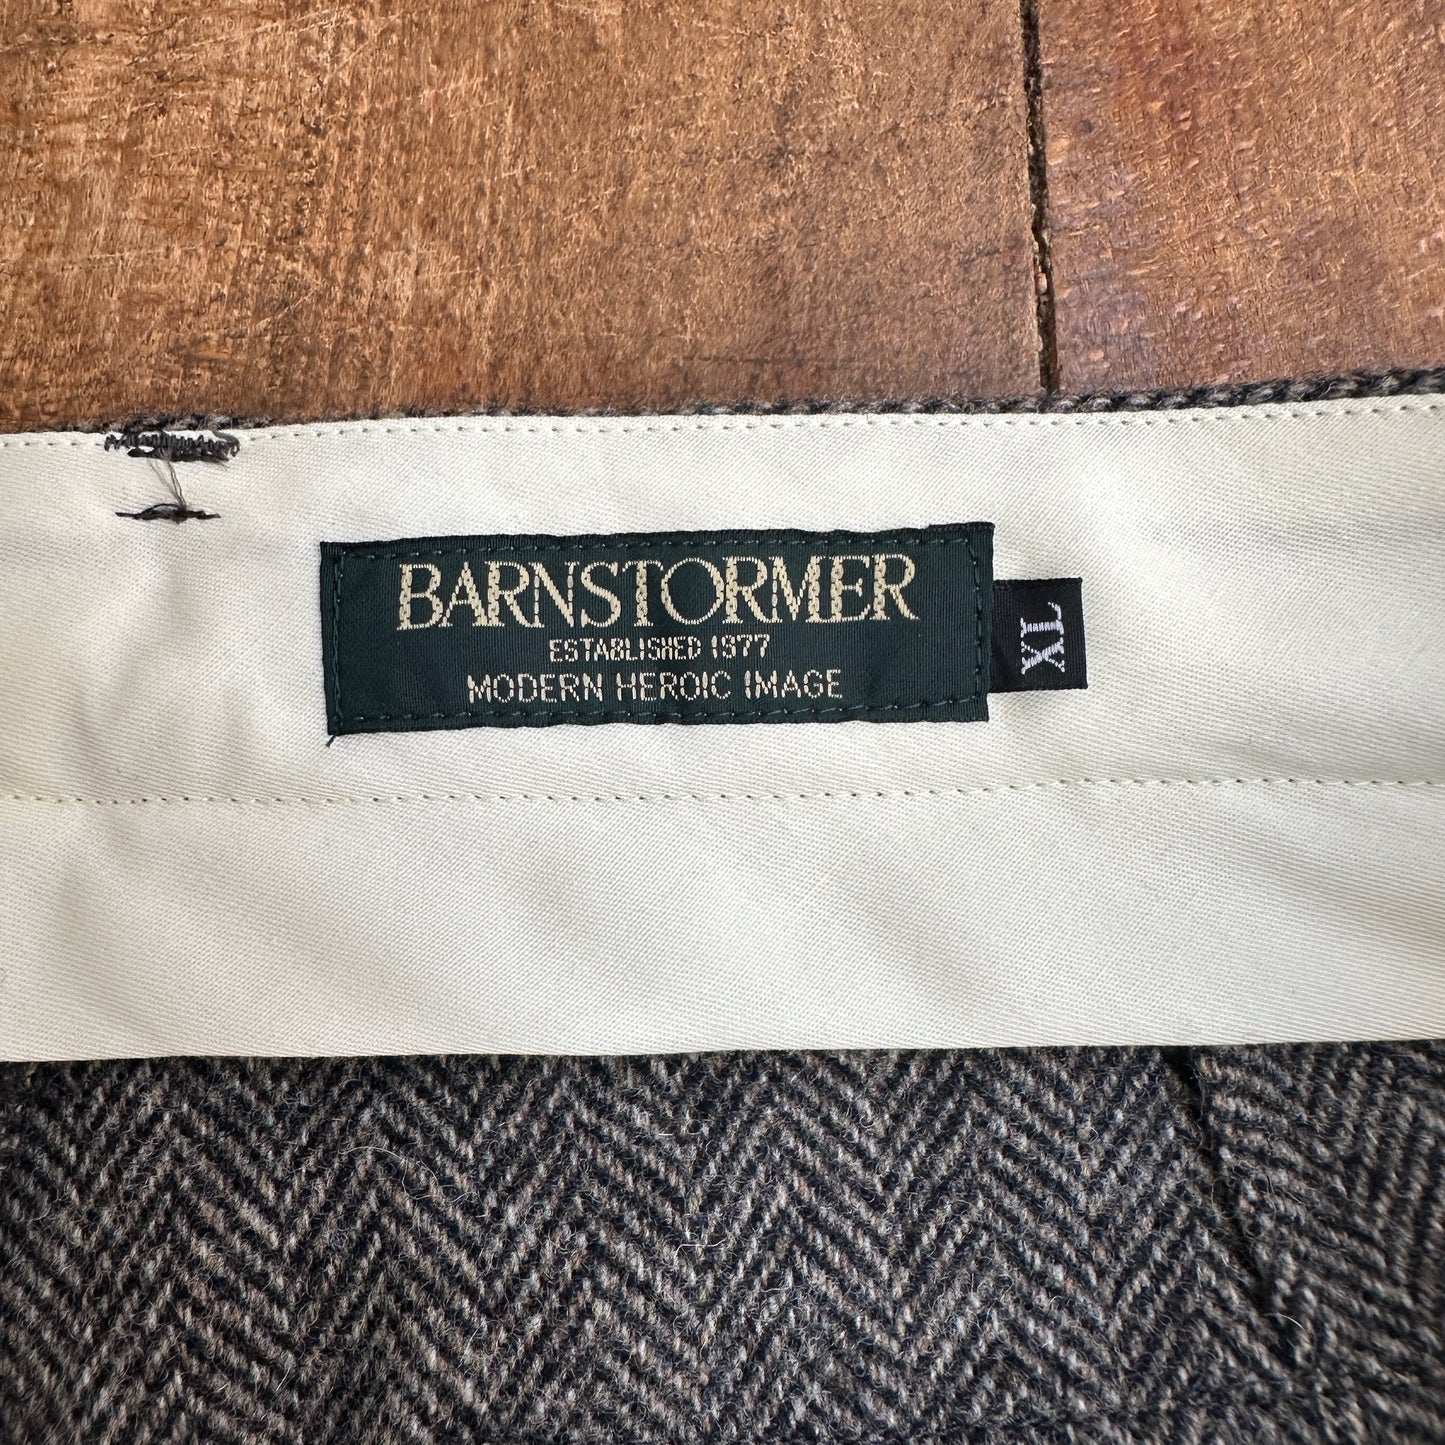 BARNSTORMER
ESTABLISHED 1977
MODERN HEROIC IMAGE
XL